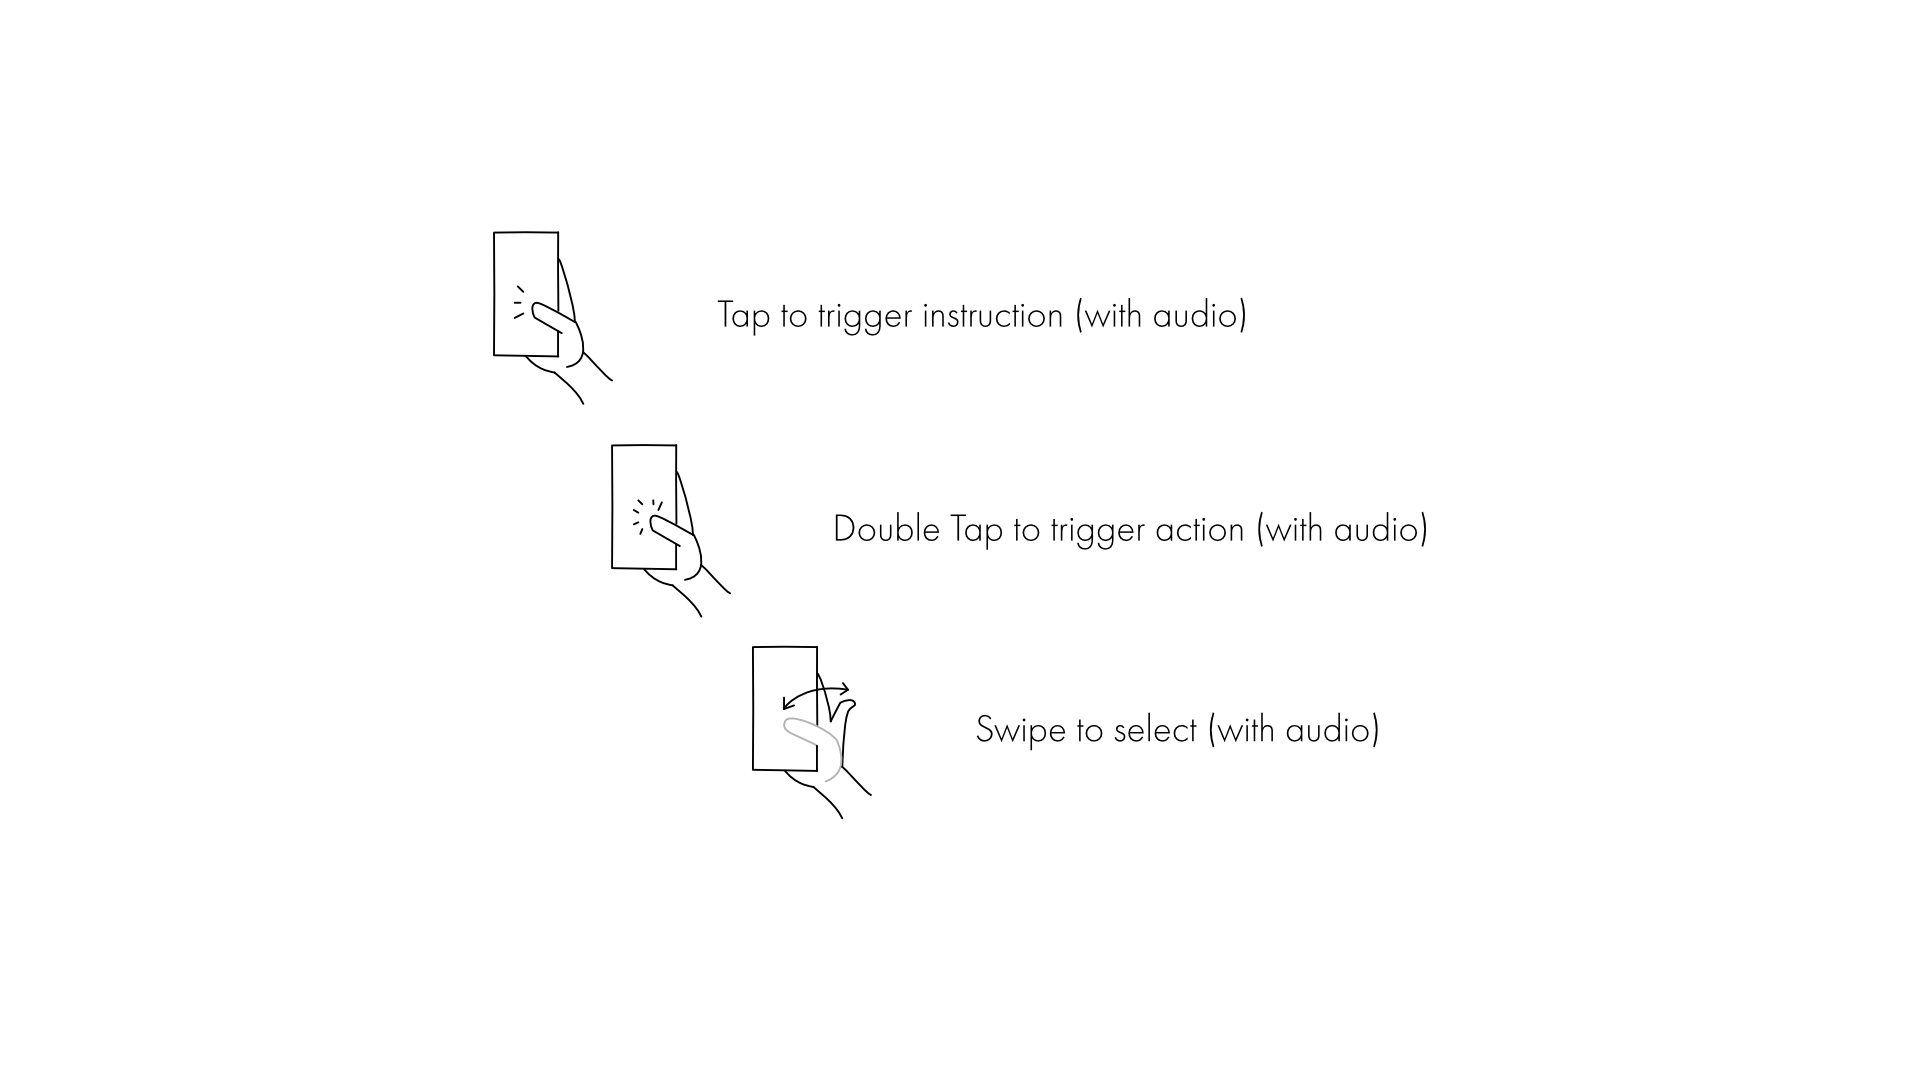 Tap to trigger instruction (with audio)
Double Tap to trigger action (with audio)
Swipe to select (with audio)